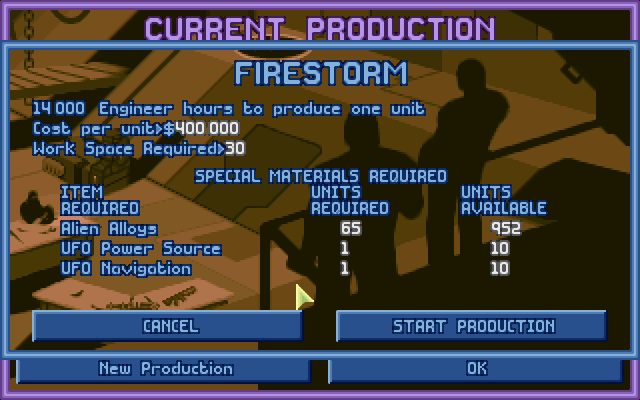 CURRENT PRODUCTION
FIRESTORM
14 000 Engineer hours to produce one unit
Cost per unit>$400 000
Work Space Required>30
SPECIAL MATERIALS REQUIRED
ITEM REQUIRED UNITS REQUIRED UNITS AVAILABLE
Alien Alloys 65 952
UFO Power Source 1 10
UFO Navigation 1 10
CANCEL START PRODUCTION
New Production OK